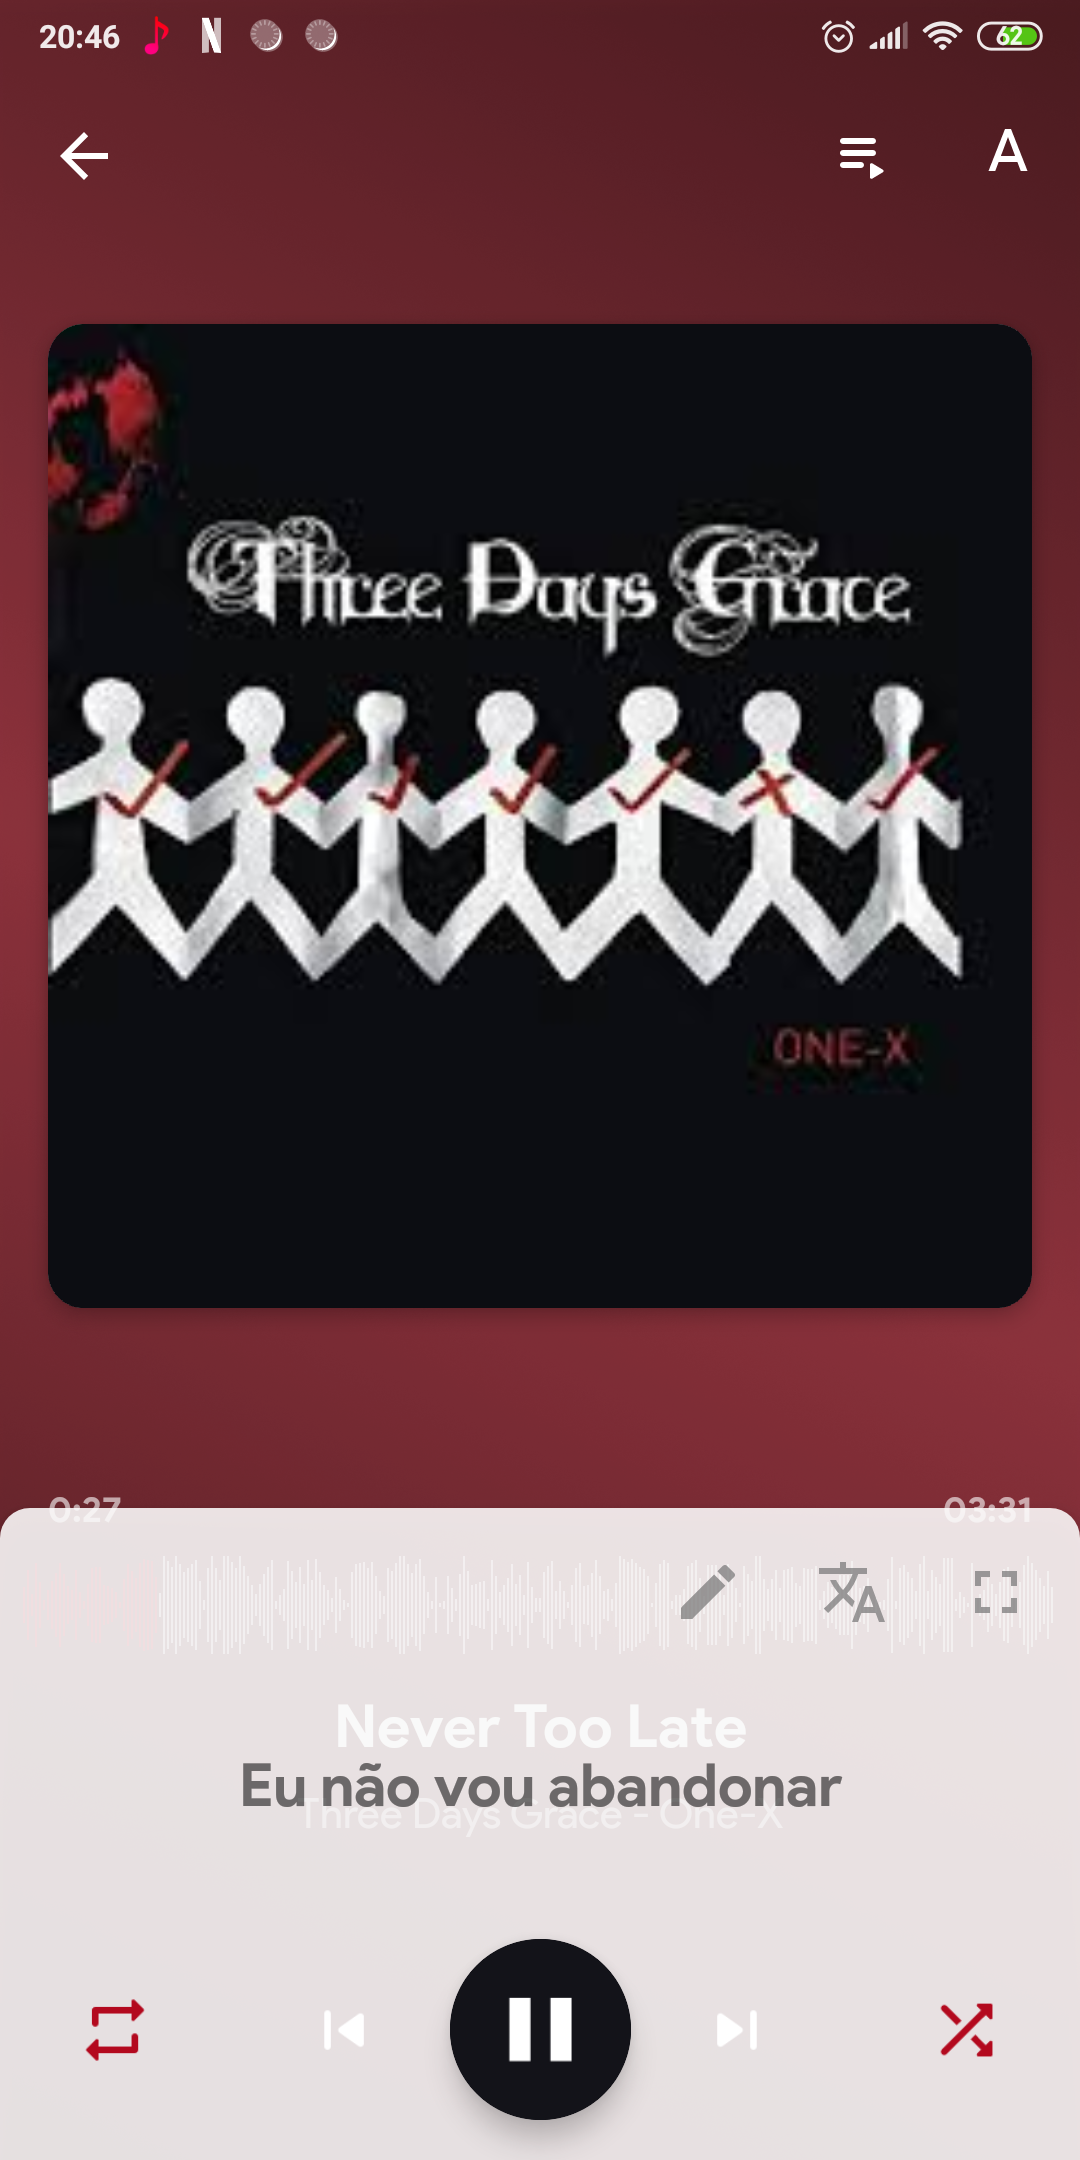 20:46
62
A
Three Days Grace
ONE-X
0:27
03:31
Never Too Late
Eu não vou abandonar
Three Days Grace - One-X